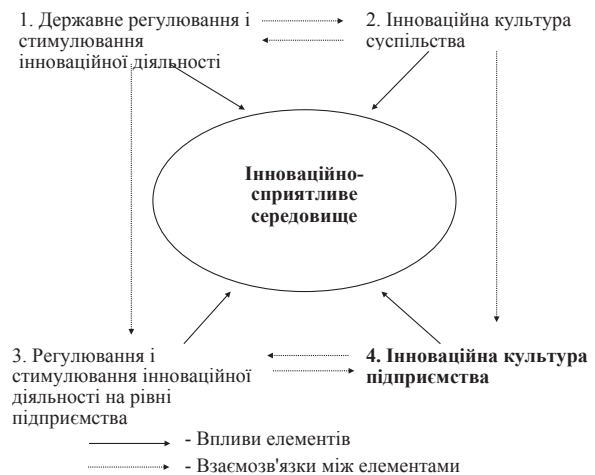 1. Державне регулювання і
стимулювання
інноваційної діяльності
2. Інноваційна культура
суспільства
Інноваційно-
сприятливе
середовище
3. Регулювання і
стимулювання інноваційної
діяльності на рівні
підприємства
4. Інноваційна культура
підприємства
- Впливи елементів
- Взаємозв'язки між елементами